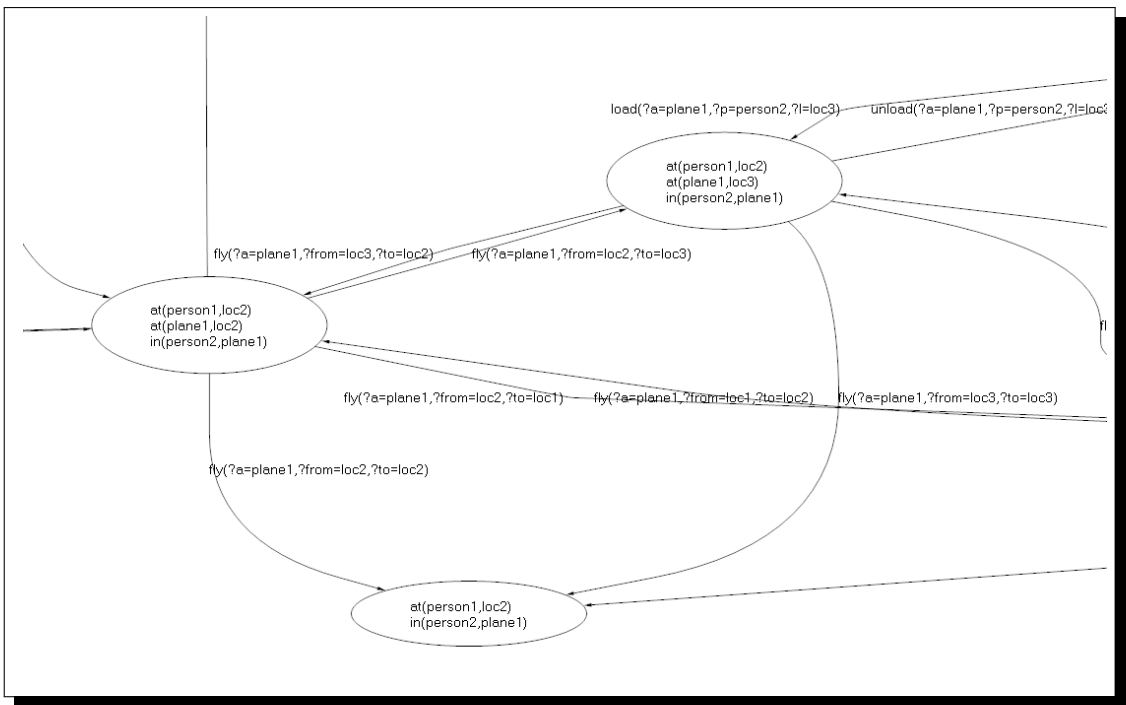 load(?a=plane1,?p=person2,?l=loc3)
unload(?a=plane1,?p=person2,?l=loc3
at(person1,loc2)
at(plane1,loc3)
in(person2,plane1)
fly(?a=plane1,?from=loc3,?to=loc2)
fly(?a=plane1,?from=loc2,?to=loc3)
at(person1,loc2)
at(plane1,loc2)
in(person2,plane1)
fly(?a=plane1,?from=loc2,?to=loc1)
fly(?a=plane1,?from=loc1,?to=loc2)
fly(?a=plane1,?from=loc3,?to=loc3)
fly(?a=plane1,?from=loc2,?to=loc2)
at(person1,loc2)
in(person2,plane1)